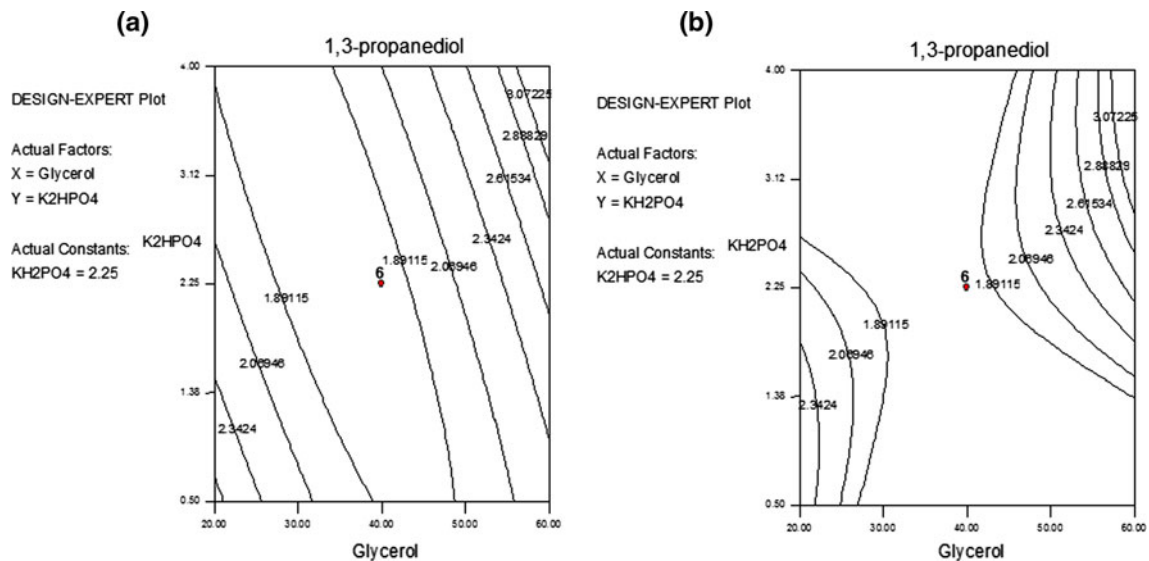 (a)
1,3-propanediol
DESIGN-EXPERT Plot
Actual Factors:
X = Glycerol
Y = K2HPO4
Actual Constants:
KH2PO4 = 2.25
K2HPO4
4.00
3.12
2.25
1.38
0.50
3.07225
2.88829
2.61534
2.3424
2.06946
1.89115
6
1.89115
2.06946
2.3424
20.00 30.00 40.00 50.00 60.00
Glycerol
(b)
1,3-propanediol
DESIGN-EXPERT Plot
Actual Factors:
X = Glycerol
Y = KH2PO4
Actual Constants:
K2HPO4 = 2.25
KH2PO4
4.00
3.12
2.25
1.38
0.50
3.07225
2.88829
2.61534
2.3424
2.06946
6
1.89115
1.89115
2.06946
2.3424
20.00 30.00 40.00 50.00 60.00
Glycerol